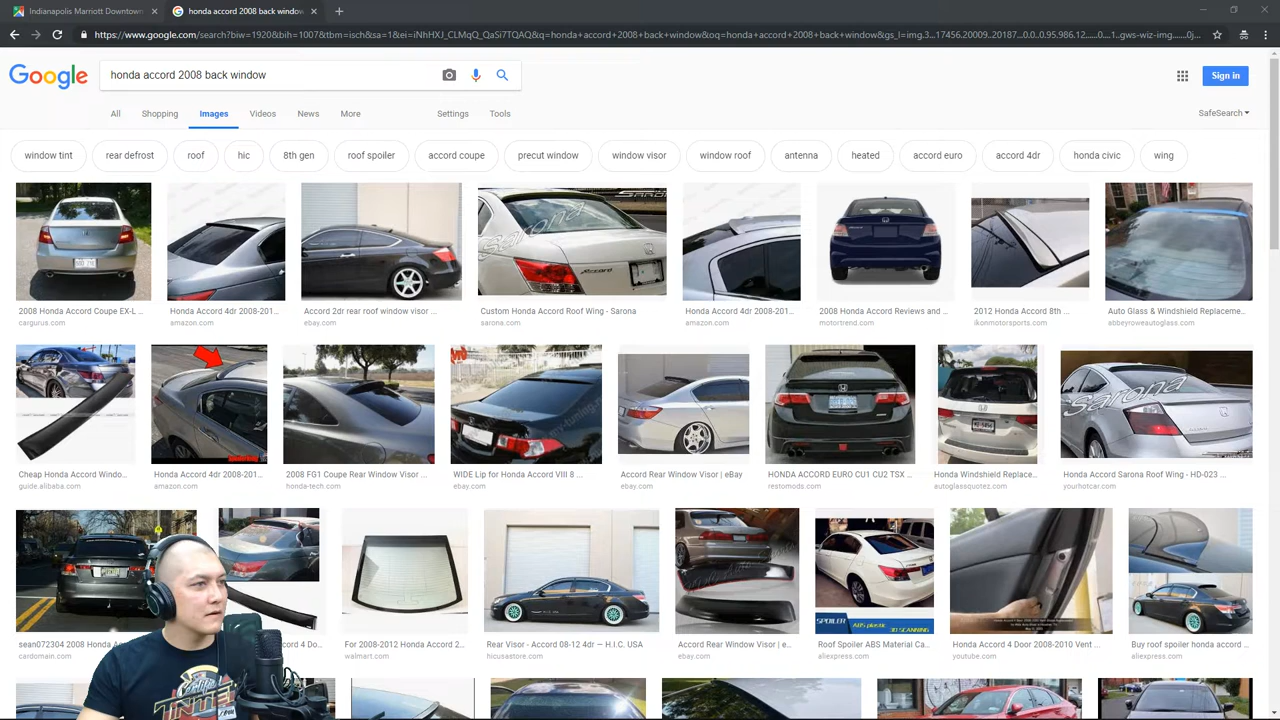 Indianapolis Marriott Downtown
honda accord 2008 back window
https://www.google.com/search?biw=1920&bih=1007&tbm=isch&sa=1&ei=iNhHXJ_CLMqQ_QaSi7TQAQ&q=honda+accord+2008+back+window&oq=honda+accord+2008+back+window&gs_l=img.3...17456.20009..20187...0.0..0.95.986.12......0....1..gws-wiz-img.......0j...
Google
honda accord 2008 back window
Sign in
All Shopping Images Videos News More Settings Tools
SafeSearch
window tint rear defrost roof hic 8th gen roof spoiler accord coupe precut window window visor window roof antenna heated accord euro accord 4dr honda civic wing
Sarona
SARONA
Accord
2008 Honda Accord Coupe EX-L ... Honda Accord 4dr 2008-201... Accord 2dr rear roof window visor ... Custom Honda Accord Roof Wing - Sarona Honda Accord 4dr 2008-201... 2008 Honda Accord Reviews and ... 2012 Honda Accord 8th ... Auto Glass & Windshield Replaceme...
cargurus.com amazon.com ebay.com sarona.com amazon.com motortrend.com ikonmotorsports.com abbeyroweautoglass.com
Sarona
Cheap Honda Accord Windo... Honda Accord 4dr 2008-201... 2008 FG1 Coupe Rear Window Visor ... WIDE Lip for Honda Accord VIII 8 ... Accord Rear Window Visor | eBay HONDA ACCORD EURO CU1 CU2 TSX ... Honda Windshield Replace... Honda Accord Sarona Roof Wing - HD-023 ...
guide.alibaba.com amazon.com honda-tech.com ebay.com ebay.com restomods.com autoglassquotez.com yourhotcar.com
SPOILER ABS plastic 3D SCANNING
sean072304 2008 Honda Ac 4 Do... For 2008-2012 Honda Accord 2... Rear Visor - Accord 08-12 4dr — H.I.C. USA Accord Rear Window Visor | e... Roof Spoiler ABS Material Ca... Honda Accord 4 Door 2008-2010 Vent ... Buy roof spoiler honda accord ...
cardomain.com walmart.com hicusastore.com ebay.com aliexpress.com youtube.com aliexpress.com